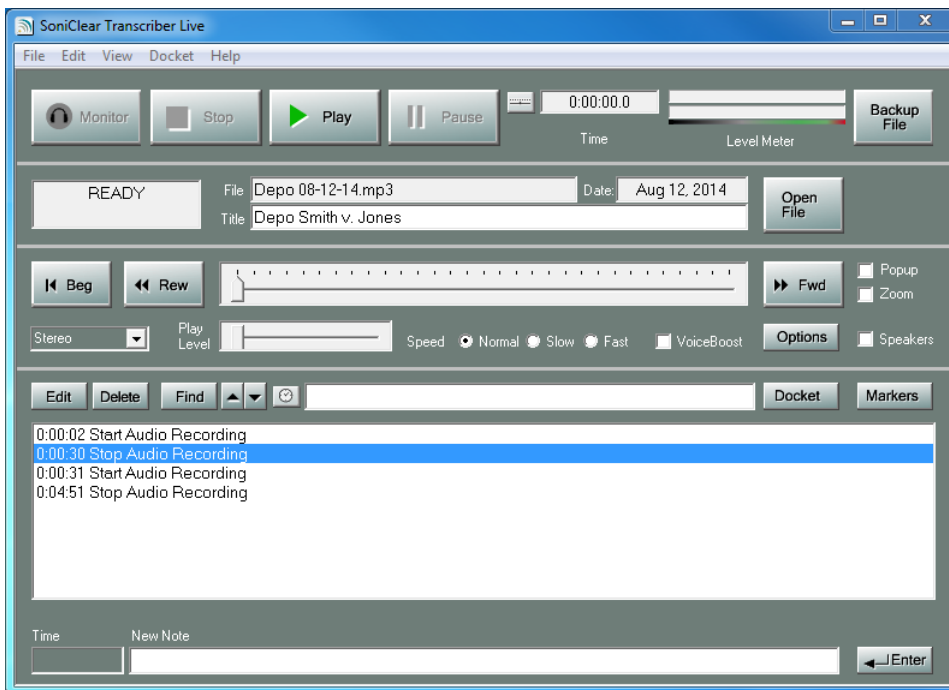 SoniClear Transcriber Live
File Edit View Docket Help
Monitor Stop Play Pause 0:00:00.0 Backup File
Time Level Meter
READY File Depo 08-12-14.mp3 Date: Aug 12, 2014 Open File
Title Depo Smith v. Jones
Beg Rew Fwd Popup
Zoom
Stereo Play Level Speed Normal Slow Fast VoiceBoost Options Speakers
Edit Delete Find Docket Markers
0:00:02 Start Audio Recording
0:00:30 Stop Audio Recording
0:00:31 Start Audio Recording
0:04:51 Stop Audio Recording
Time New Note
Enter